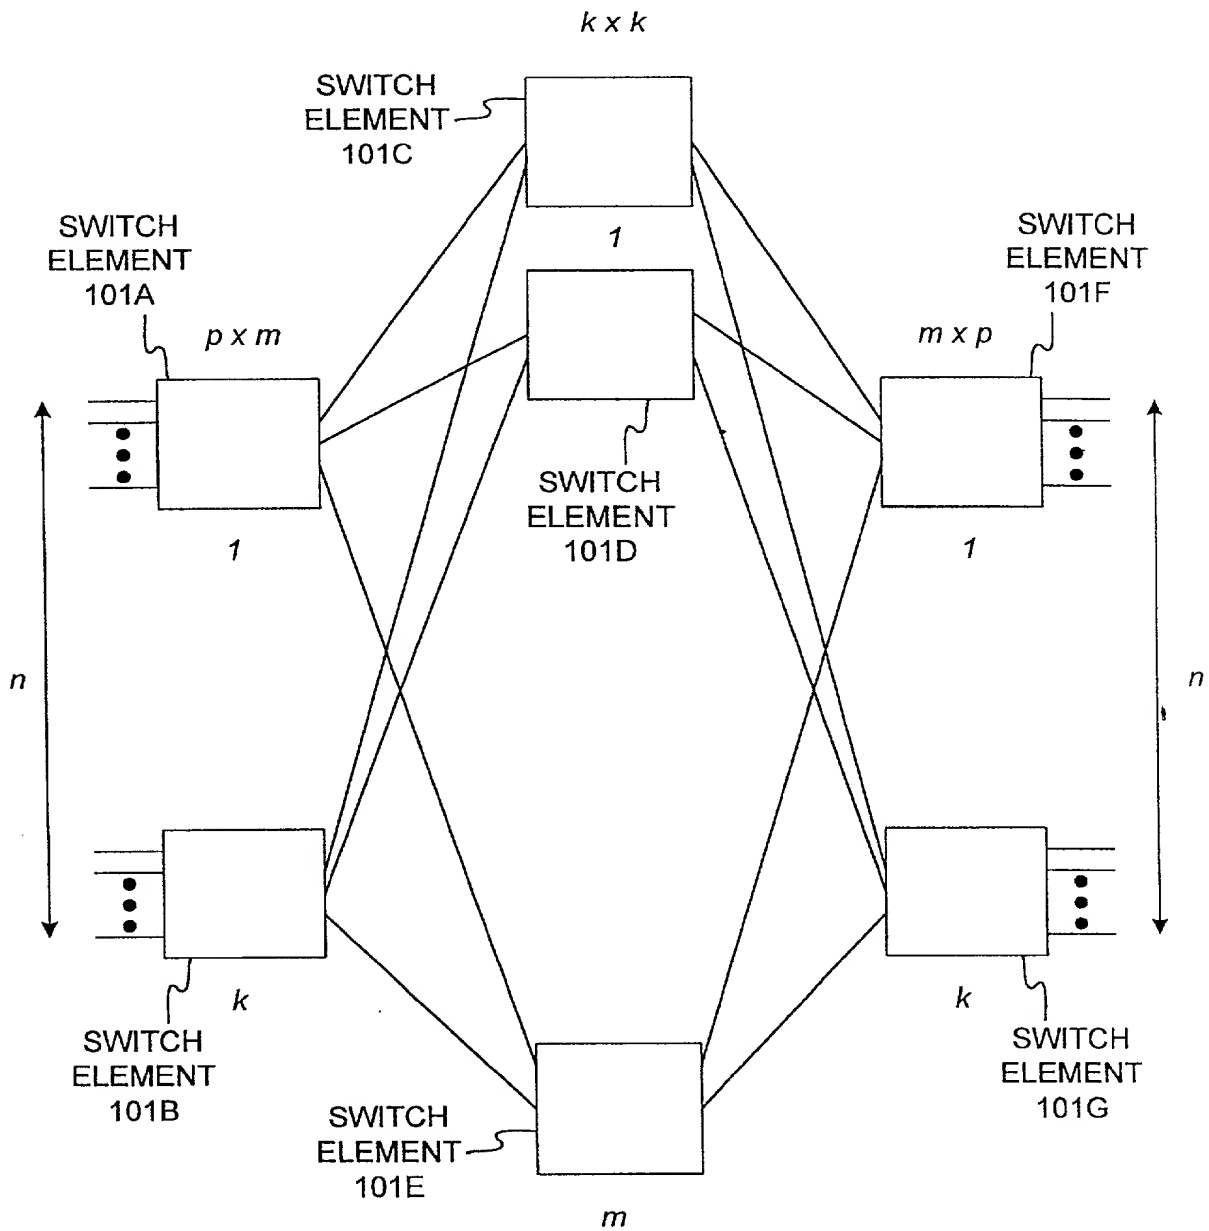 k x k
SWITCH
ELEMENT
101C
1
SWITCH
ELEMENT
101A
p x m
SWITCH
ELEMENT
101F
m x p
SWITCH
ELEMENT
101D
1
1
n
n
k
SWITCH
ELEMENT
101B
k
SWITCH
ELEMENT
101G
SWITCH
ELEMENT
101E
m